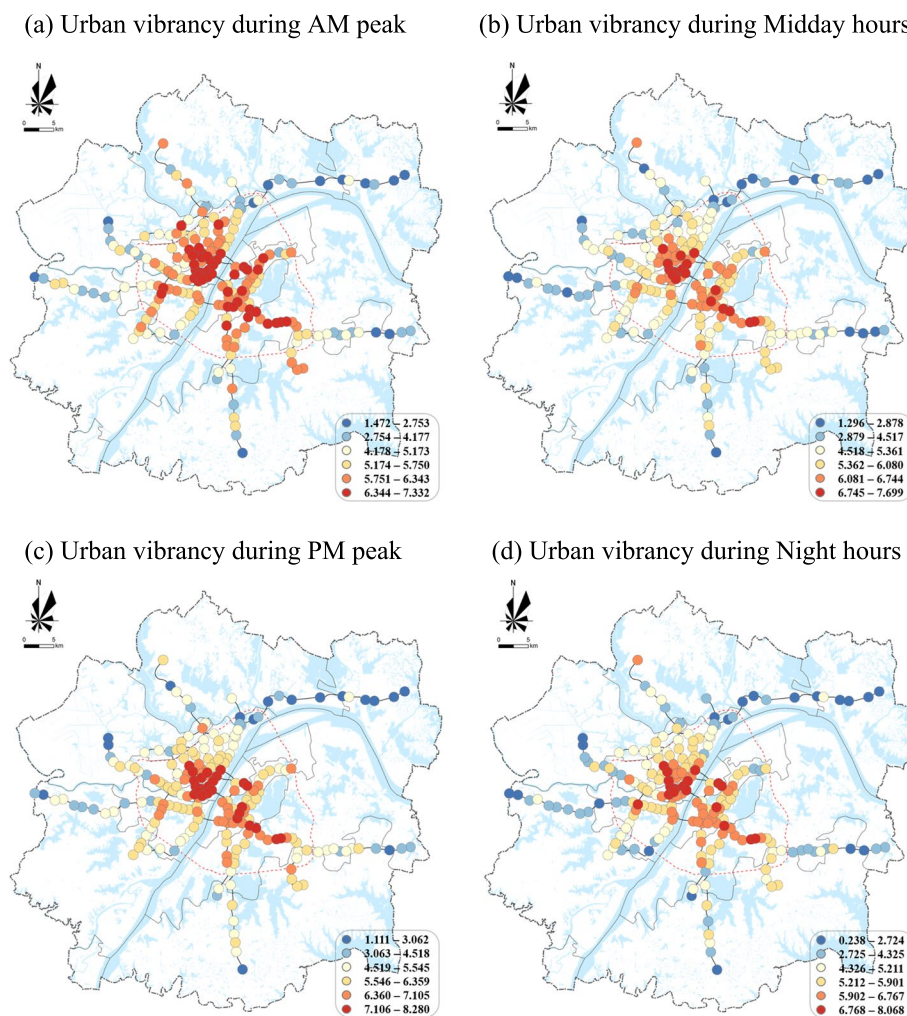 (a) Urban vibrancy during AM peak
(b) Urban vibrancy during Midday hours
N
0 5
km
1.472 – 2.753
2.754 – 4.177
4.178 – 5.173
5.174 – 5.750
5.751 – 6.343
6.344 – 7.332
N
0 5
km
1.296 – 2.878
2.879 – 4.517
4.518 – 5.361
5.362 – 6.080
6.081 – 6.744
6.745 – 7.699
(c) Urban vibrancy during PM peak
(d) Urban vibrancy during Night hours
N
0 5
km
1.111 – 3.062
3.063 – 4.518
4.519 – 5.545
5.546 – 6.359
6.360 – 7.105
7.106 – 8.280
N
0 5
km
0.238 – 2.724
2.725 – 4.325
4.326 – 5.211
5.212 – 5.901
5.902 – 6.767
6.768 – 8.068